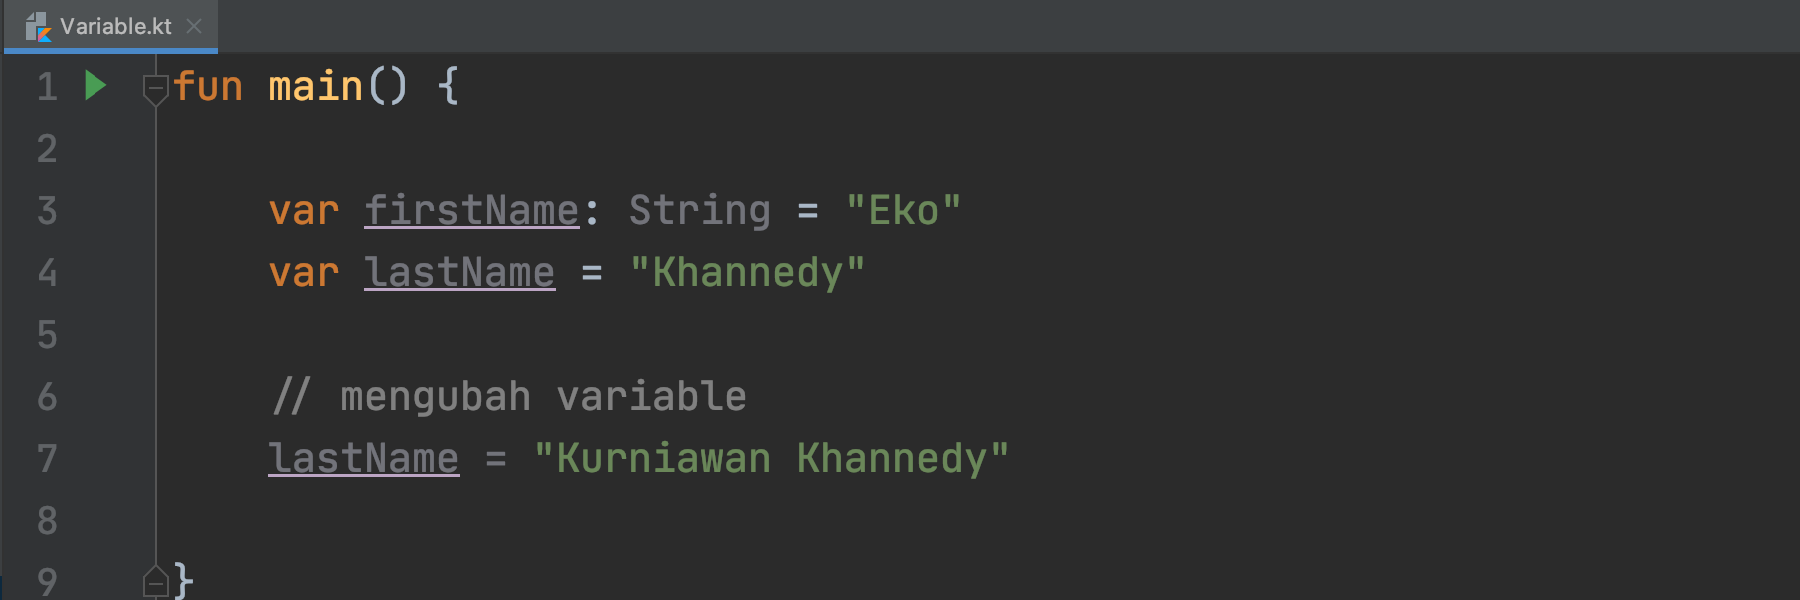 Variable.kt
1 fun main() {
2
3 var firstName: String = "Eko"
4 var lastName = "Khannedy"
5
6 // mengubah variable
7 lastName = "Kurniawan Khannedy"
8
9 }